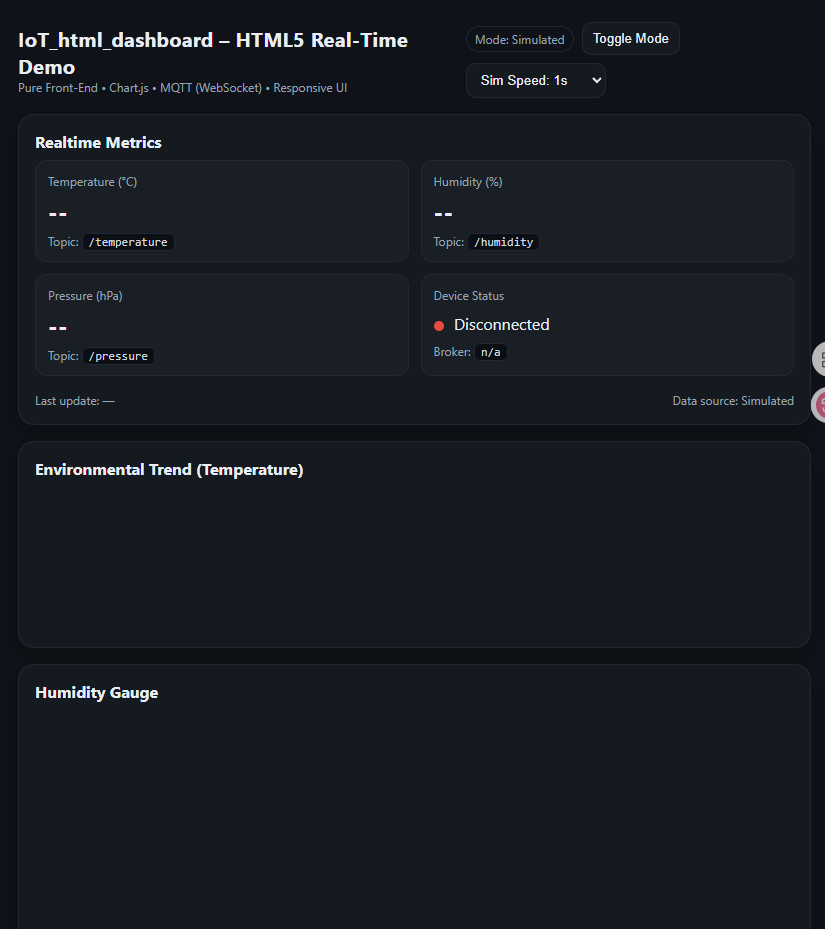 IoT_html_dashboard – HTML5 Real-Time
Demo
Pure Front-End • Chart.js • MQTT (WebSocket) • Responsive UI
Mode: Simulated
Toggle Mode
Sim Speed: 1s
Realtime Metrics
Temperature (°C)
--
Topic: /temperature
Humidity (%)
--
Topic: /humidity
Pressure (hPa)
--
Topic: /pressure
Device Status
Disconnected
Broker: n/a
Last update: —
Data source: Simulated
Environmental Trend (Temperature)
Humidity Gauge